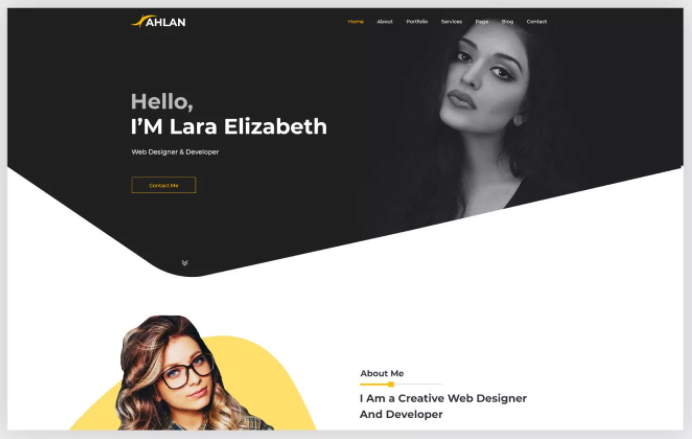 AHLAN
Home About Portfolio Services Page Blog Contact
Hello,
I'M Lara Elizabeth
Web Designer & Developer
Contact Me
About Me
I Am a Creative Web Designer
And Developer